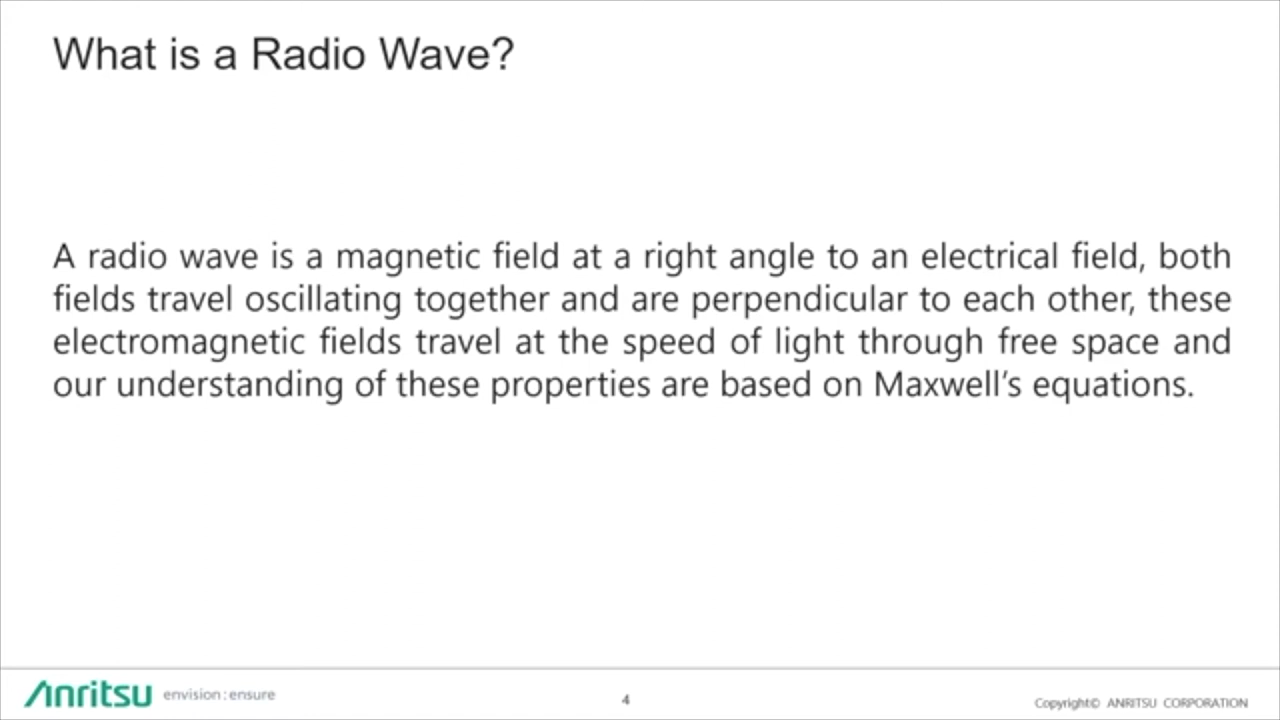 What is a Radio Wave?
A radio wave is a magnetic field at a right angle to an electrical field, both
fields travel oscillating together and are perpendicular to each other, these
electromagnetic fields travel at the speed of light through free space and
our understanding of these properties are based on Maxwell’s equations.
Anritsu envision : ensure
4
Copyright© ANRITSU CORPORATION